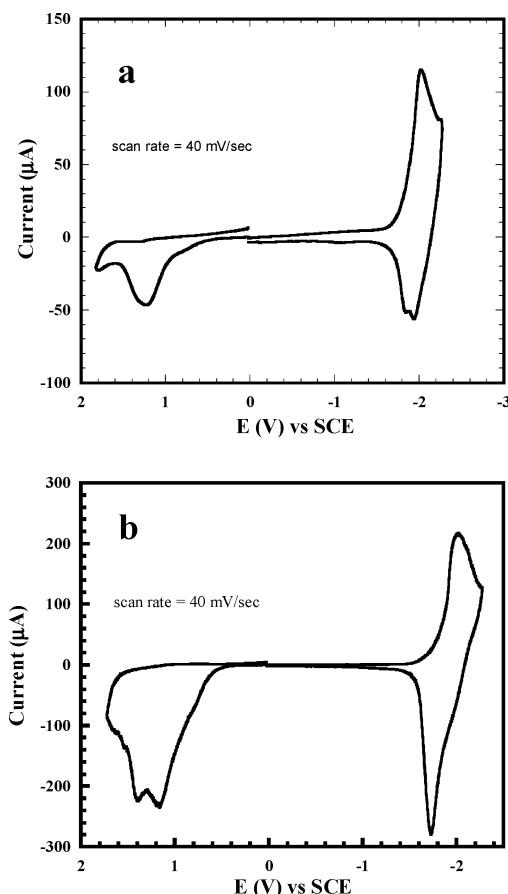 150
a
100
scan rate = 40 mV/sec
50
Current (μA)
0
-50
-100
2 1 0 -1 -2 -3
E (V) vs SCE
300
b
200
scan rate = 40 mV/sec
100
Current (μA)
0
-100
-200
-300
2 1 0 -1 -2
E (V) vs SCE